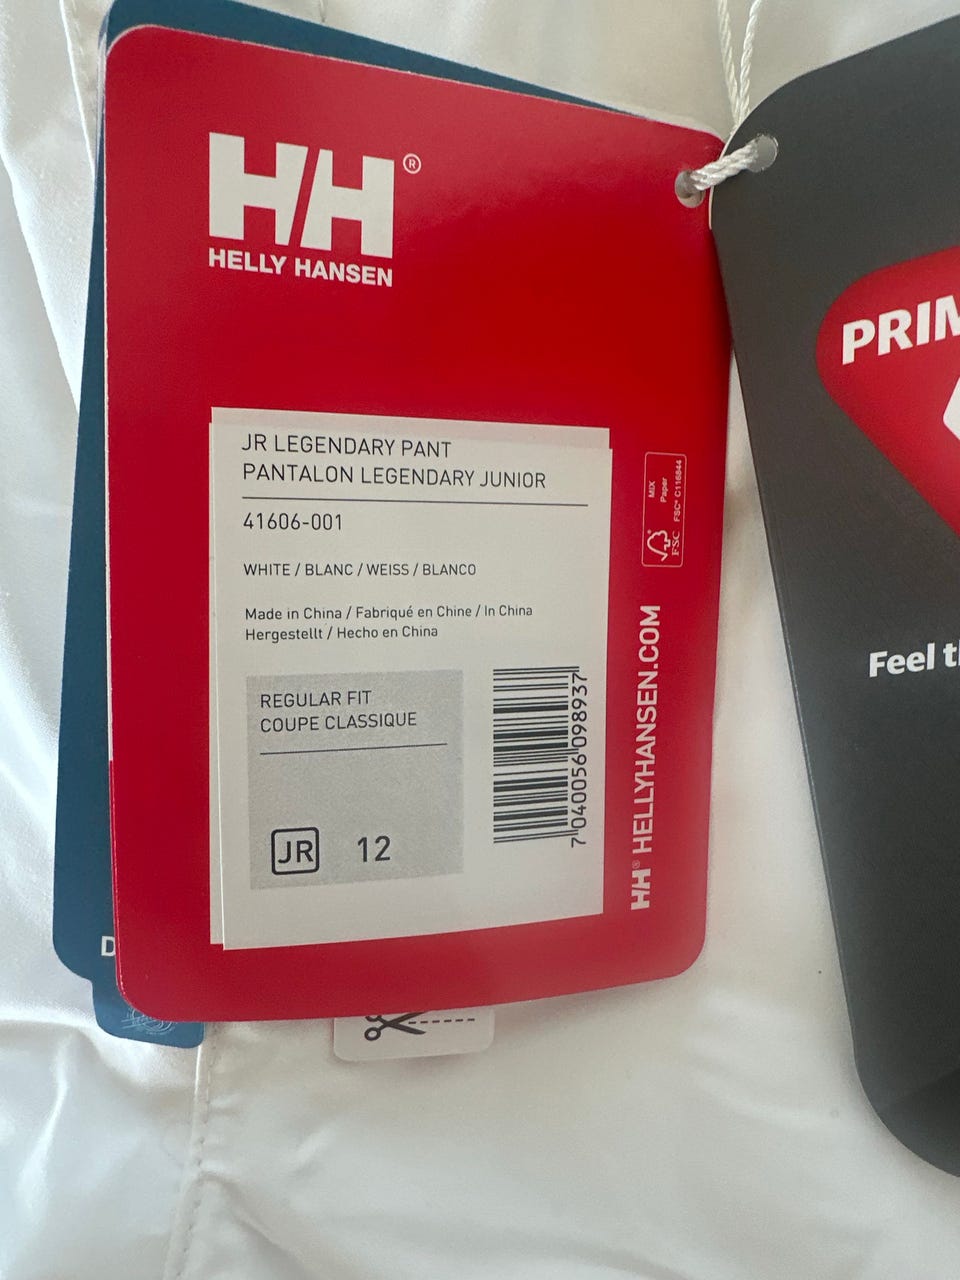 HH®
HELLY HANSEN
JR LEGENDARY PANT
PANTALON LEGENDARY JUNIOR
41606-001
WHITE / BLANC / WEISS / BLANCO
Made in China / Fabriqué en Chine / In China
Hergestellt / Hecho en China
REGULAR FIT
COUPE CLASSIQUE
JR 12
7 040056 098937
MIX
Paper
FSC® C116844
FSC
HH® HELLYHANSEN.COM
PRIM
Feel t
D